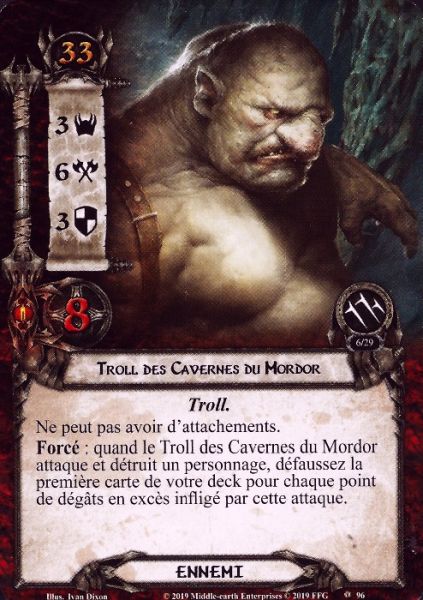 33
3
6
3
8
6/29
Troll des Cavernes du Mordor
Troll.
Ne peut pas avoir d'attachements.
Forcé : quand le Troll des Cavernes du Mordor
attaque et détruit un personnage, défaussez la
première carte de votre deck pour chaque point
de dégâts en excès infligé par cette attaque.
ENNEMI
Illus. Ivan Dixon © 2019 Middle-earth Enterprises © 2019 FFG 96